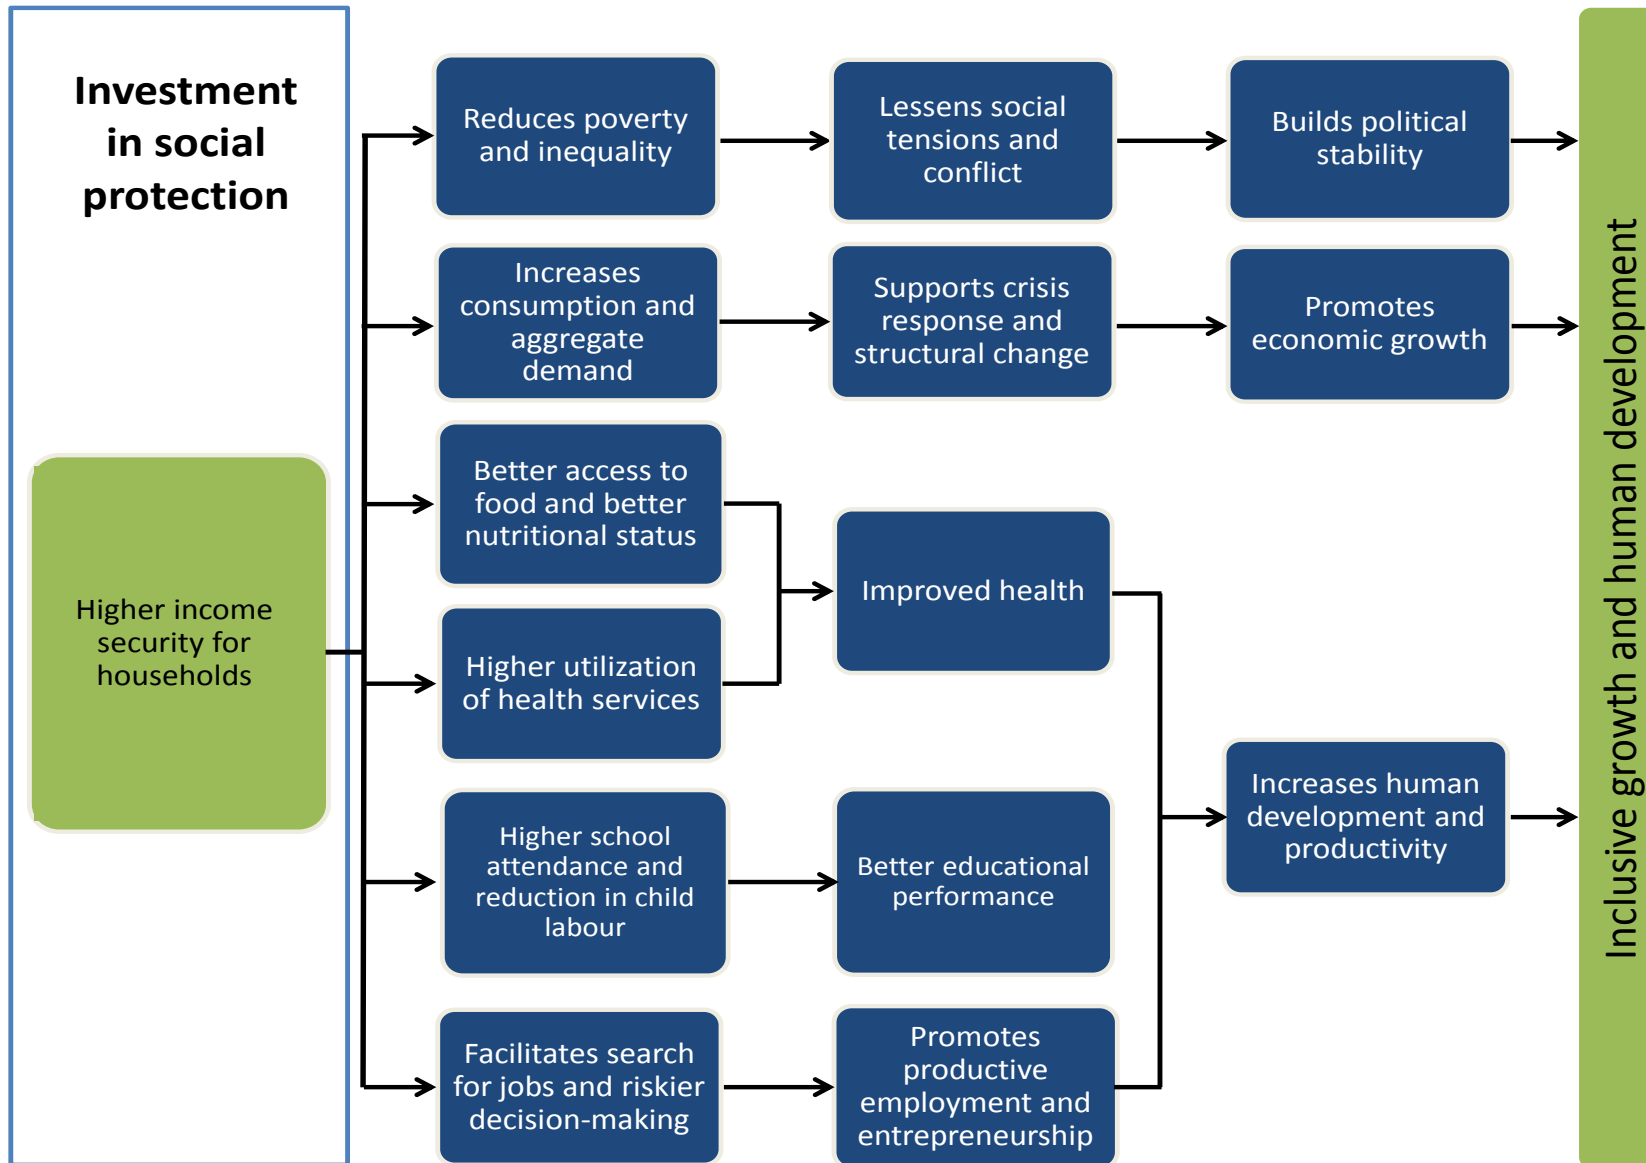 Investment
in social
protection
Higher income
security for
households
Reduces poverty
and inequality
Lessens social
tensions and
conflict
Builds political
stability
Increases
consumption and
aggregate
demand
Supports crisis
response and
structural change
Promotes
economic growth
Better access to
food and better
nutritional status
Higher utilization
of health services
Improved health
Higher school
attendance and
reduction in child
labour
Better educational
performance
Increases human
development and
productivity
Facilitates search
for jobs and riskier
decision-making
Promotes
productive
employment and
entrepreneurship
Inclusive growth and human development